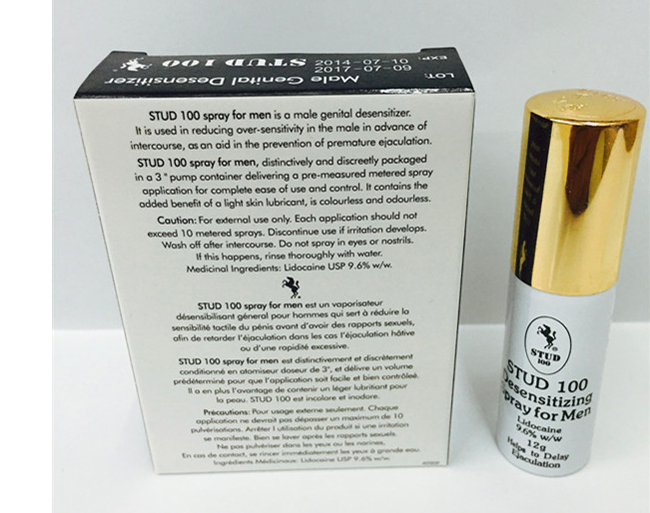 LOT:
EXP:
2014-07-10
2017-07-09
STUD 100
Male Genital Desensitizer
STUD 100 spray for men is a male genital desensitizer.
It is used in reducing over-sensitivity in the male in advance of
intercourse, as an aid in the prevention of premature ejaculation.
STUD 100 spray for men, distinctively and discreetly packaged
in a 3" pump container delivering a pre-measured metered spray
application for complete ease of use and control. It contains the
added benefit of a light skin lubricant, is colourless and odourless.
Caution: For external use only. Each application should not
exceed 10 metered sprays. Discontinue use if irritation develops.
Wash off after intercourse. Do not spray in eyes or nostrils.
If this happens, rinse thoroughly with water.
Medicinal Ingredients: Lidocaine USP 9.6% w/w.
STUD 100 spray for men est un vaporisateur
désensibilisant général pour hommes qui sert à réduire la
sensibilité tactile du pénis avant d'avoir des rapports sexuels,
afin de retarder l'éjaculation dans les cas l'éjaculation hâtive
ou d'une rapidité excessive.
STUD 100 spray for men est distinctivement et discrètement
conditionné en atomiseur doseur de 3", et délivre un volume
prédéterminé pour que l'application soit facile et bien contrôleé.
Il a en plus l'avantage de contenir un léger lubritant pour
la peau. STUD 100 est incolore et inodore.
Précautions: Pour usage externe seulement. Chaque
application ne devrait pas dépasser un maximum de 10
pulvérisations. Arrêter l utilisation du produit si une irritation
se manifeste. Bien se laver après les rapports sexuels.
Ne pas pulvériser dans les yeux ou les narines,
En cas de contact, se rincer immédiatement les yeux à grande eau.
Ingrédients Médicinaux: Lidocaine USP 9.6% w/w.
STUD
100
STUD 100
Desensitizing
Spray for Men
Lidocaine
9.6% w/w
12g
Helps to Delay
Ejaculation